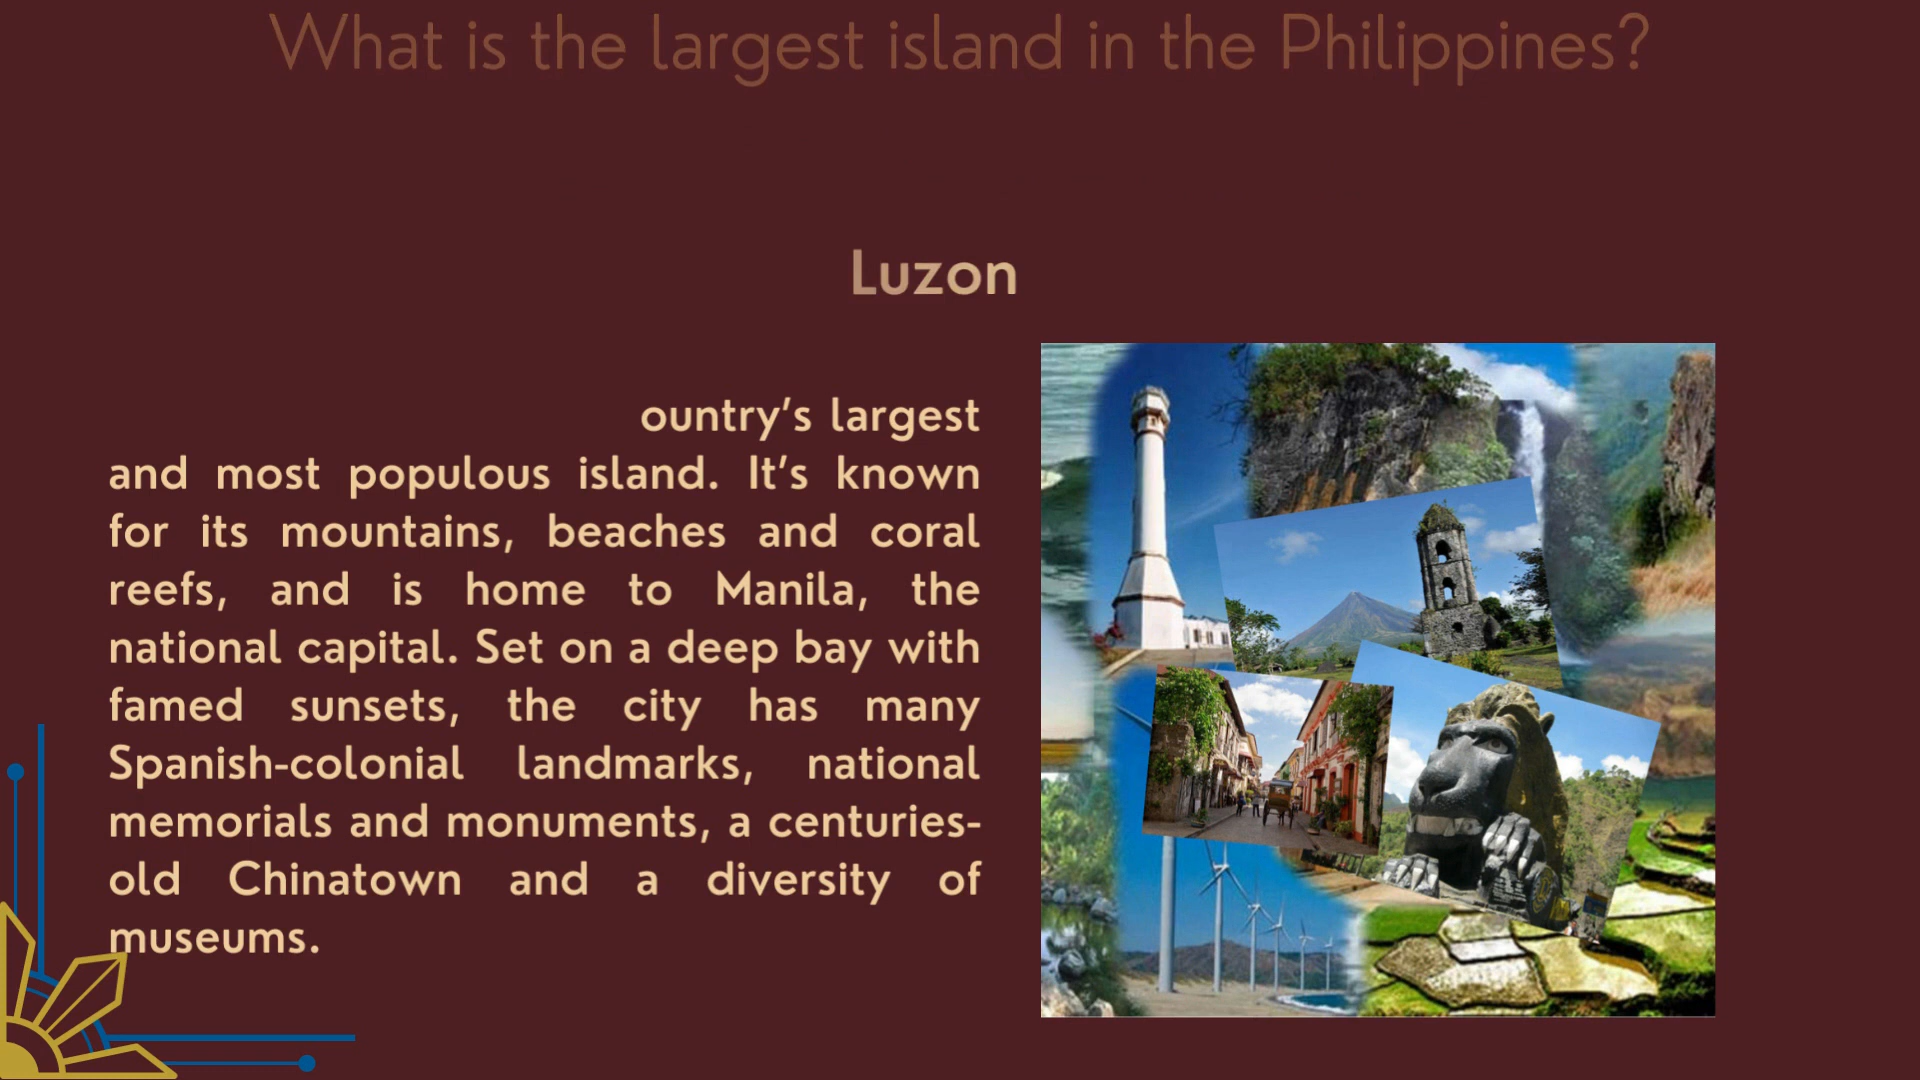 What is the largest island in the Philippines?
Luzon
ountry's largest
and most populous island. It's known
for its mountains, beaches and coral
reefs, and is home to Manila, the
national capital. Set on a deep bay with
famed sunsets, the city has many
Spanish-colonial landmarks, national
memorials and monuments, a centuries-
old Chinatown and a diversity of
museums.